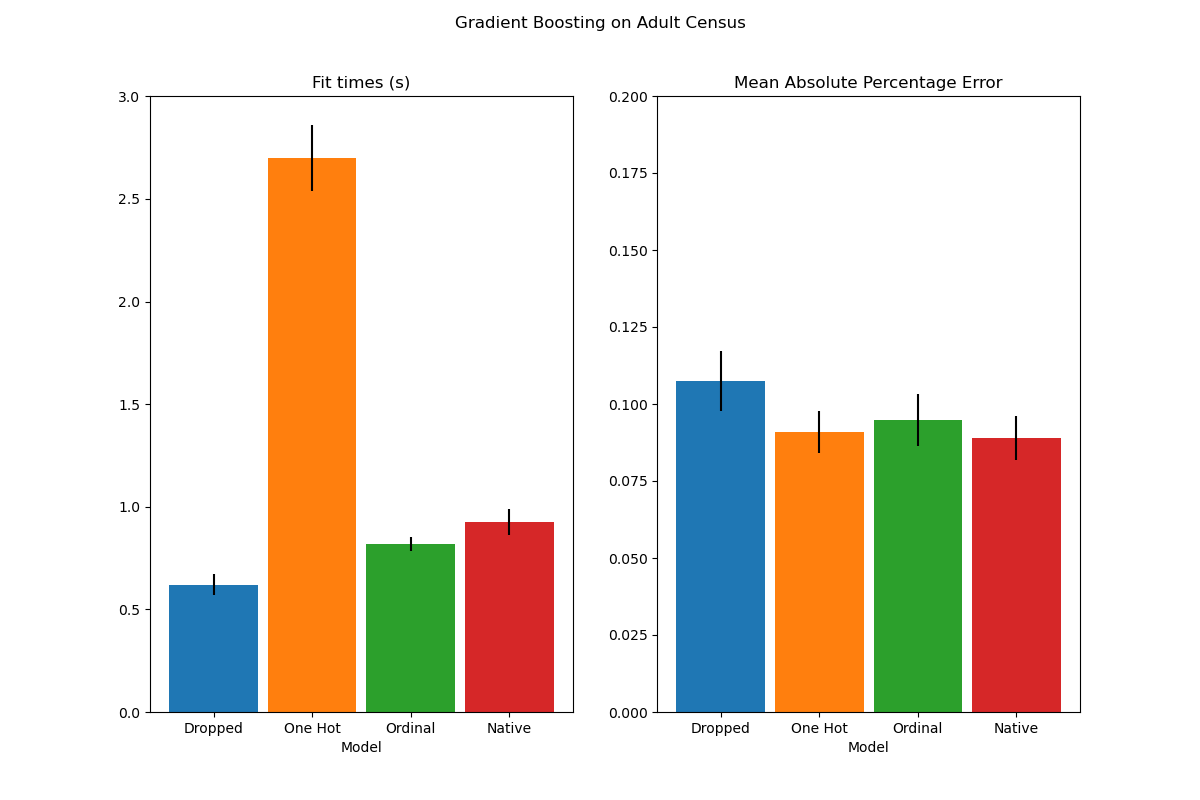 Gradient Boosting on Adult Census
Fit times (s)
3.0
2.5
2.0
1.5
1.0
0.5
0.0
Dropped One Hot Ordinal Native
Model
Mean Absolute Percentage Error
0.200
0.175
0.150
0.125
0.100
0.075
0.050
0.025
0.000
Dropped One Hot Ordinal Native
Model